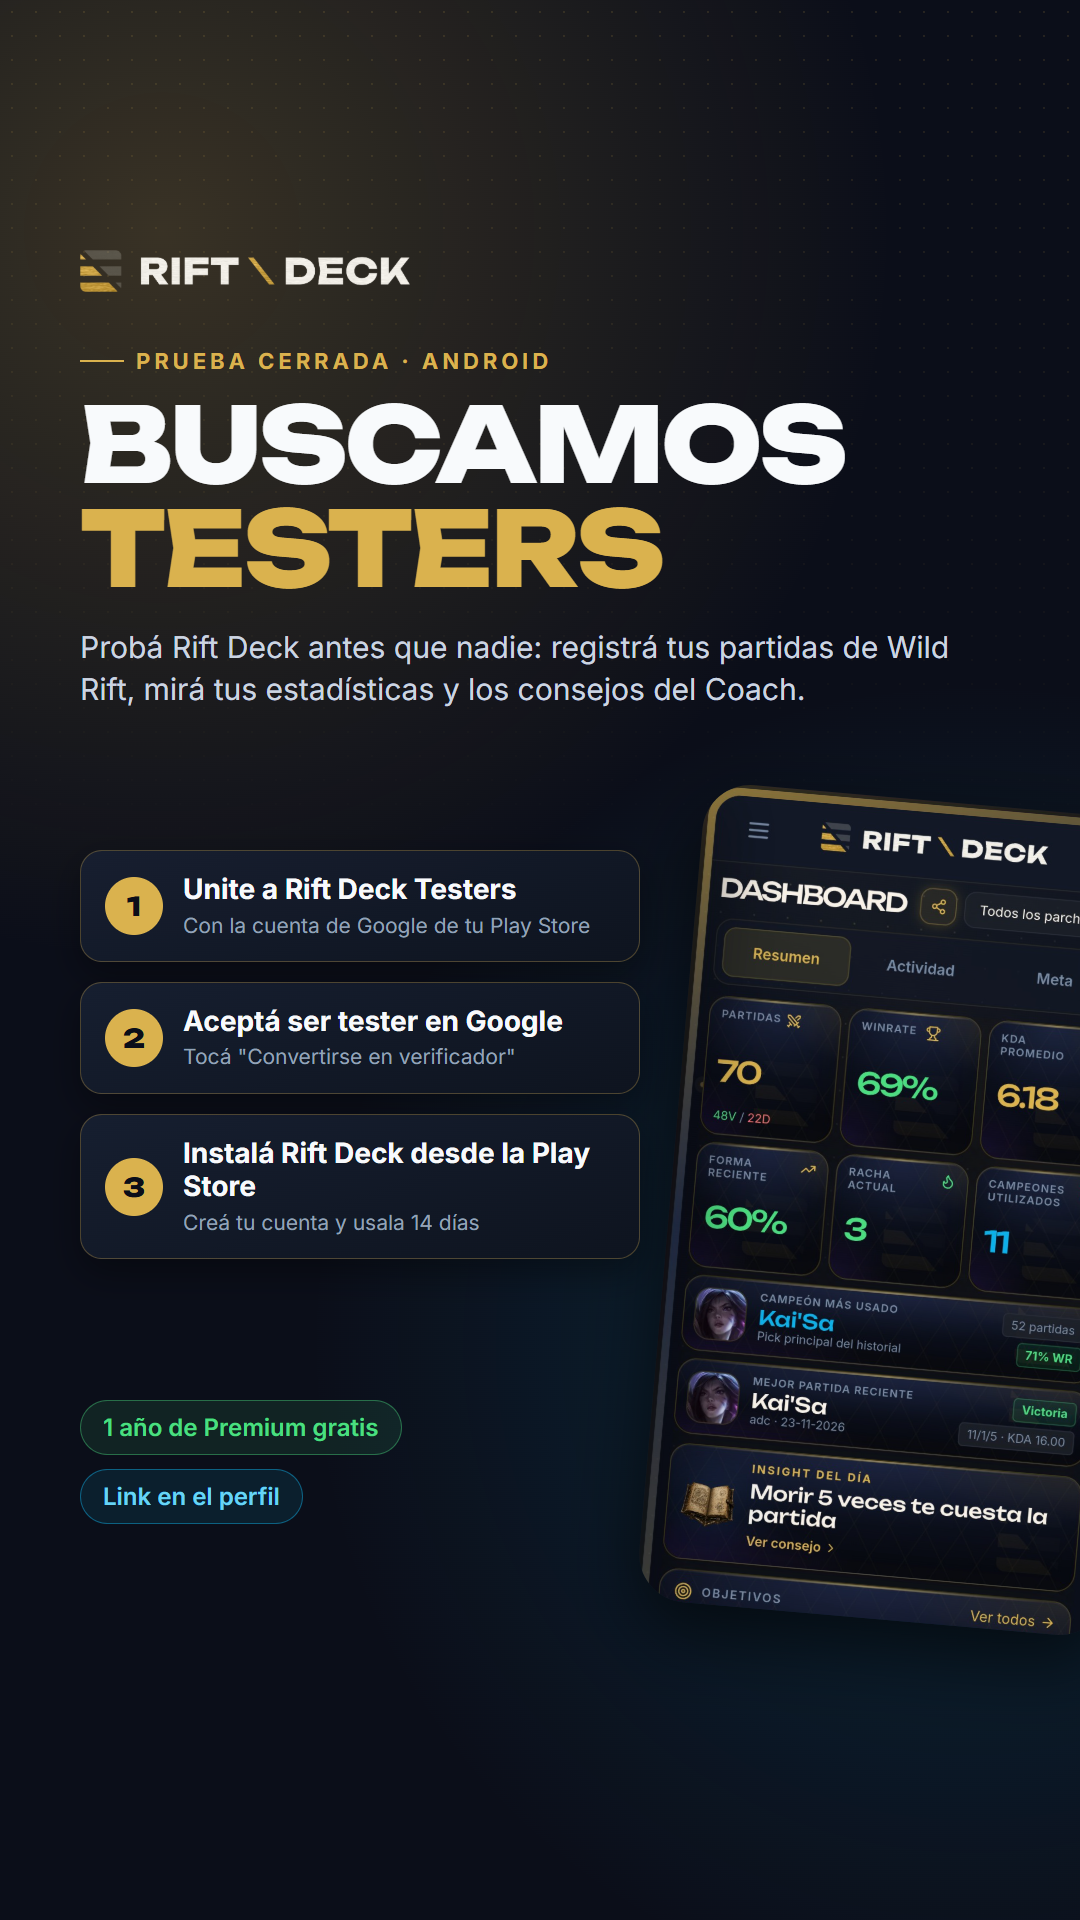 RIFT \ DECK
PRUEBA CERRADA · ANDROID
BUSCAMOS
TESTERS
Probá Rift Deck antes que nadie: registrá tus partidas de Wild
Rift, mirá tus estadísticas y los consejos del Coach.
1
Unite a Rift Deck Testers
Con la cuenta de Google de tu Play Store
2
Aceptá ser tester en Google
Tocá "Convertirse en verificador"
3
Instalá Rift Deck desde la Play
Store
Creá tu cuenta y usala 14 días
1 año de Premium gratis
Link en el perfil
RIFT \ DECK
DASHBOARD
Todos los parch
Resumen
Actividad
Meta
PARTIDAS
70
48V / 22D
WINRATE
69%
KDA
PROMEDIO
6.18
FORMA
RECIENTE
60%
RACHA
ACTUAL
3
CAMPEONES
UTILIZADOS
11
CAMPEÓN MÁS USADO
Kai'Sa
Pick principal del historial
52 partidas
71% WR
MEJOR PARTIDA RECIENTE
Kai'Sa
adc · 23-11-2026
Victoria
11/1/5 · KDA 16.00
INSIGHT DEL DÍA
Morir 5 veces te cuesta la
partida
Ver consejo >
OBJETIVOS
Ver todos →